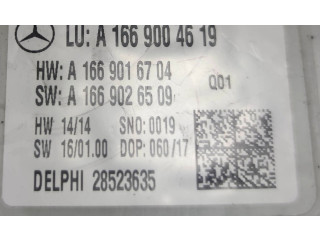 LU: A 166 900 46 19
HW: A 166 901 67 04
Q01
SW: A 166 902 65 09
HW 14/14 SNO: 0019
SW 16/01.00 DOP: 060/17
DELPHI 28523635